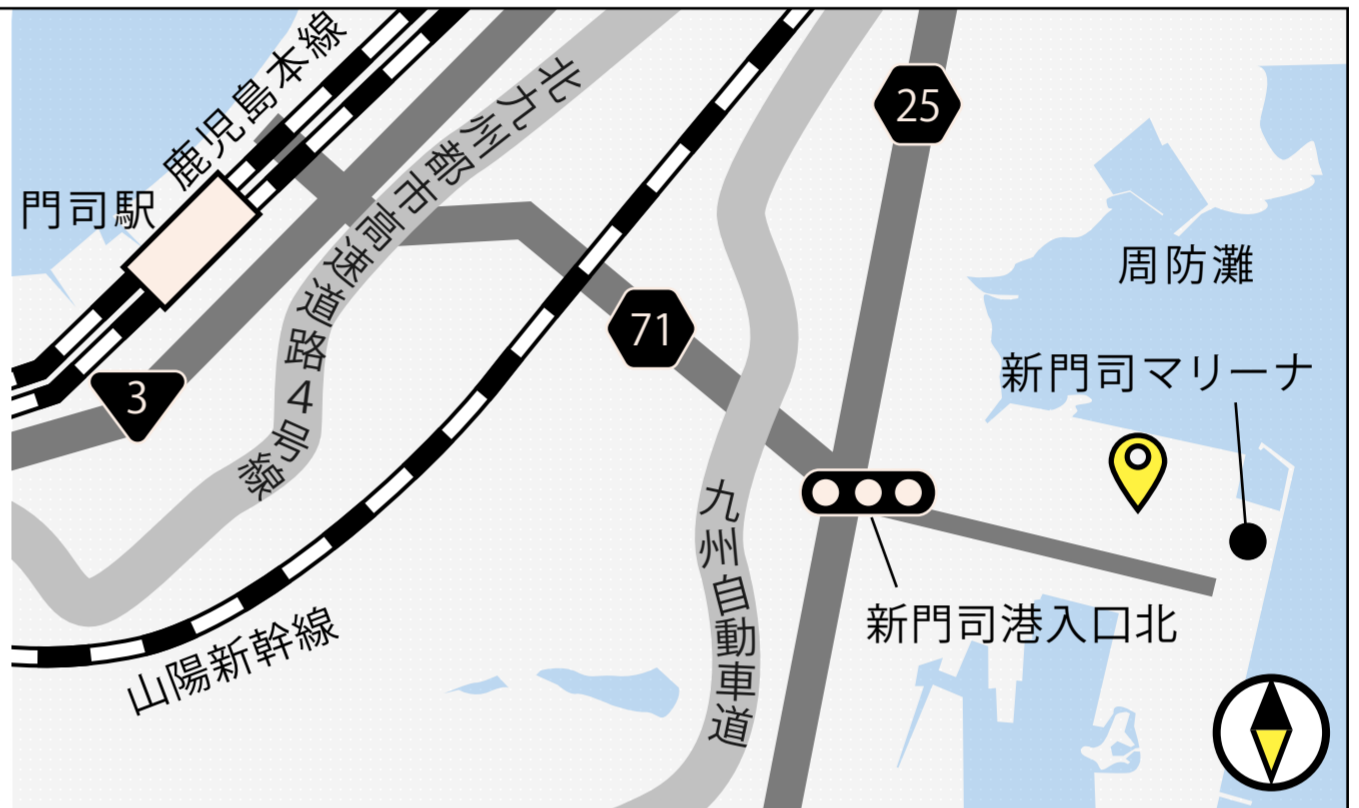 鹿児島本線
北九州都市高速道路4号線
25
門司駅
周防灘
71
新門司マリーナ
3
九州自動車道
新門司港入口北
山陽新幹線